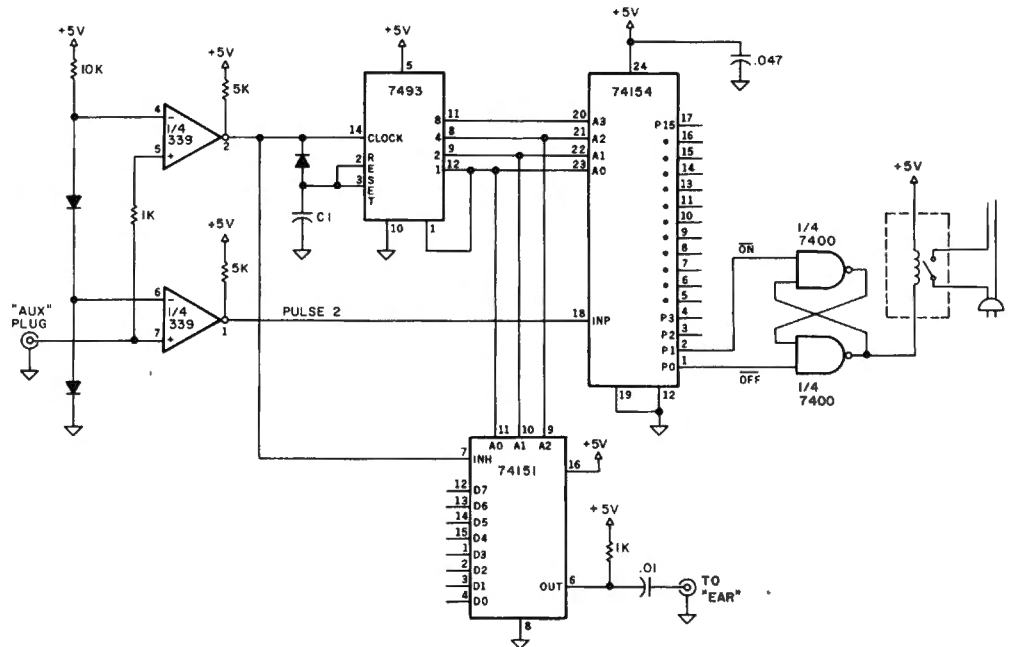 +5V
10K
+5V
5K
4
−
1/4
339
5
+
2
1K
+5V
5K
6
−
1/4
339
7
+
1
"AUX"
PLUG
PULSE 2
+5V
5
7493
14
CLOCK
2
3
RESET
8
11
4
8
2
9
1
12
10
1
C1
+5V
24
.047
74154
20
A3
21
A2
22
A1
23
A0
18
INP
P15
17
16
15
14
13
11
10
9
8
7
6
5
P3
4
P2
3
P1
2
P0
1
19
12
ON
OFF
1/4
7400
1/4
7400
+5V
11
10
9
A0
A1
A2
7
INH
74151
16
+5V
12
D7
13
D6
14
D5
15
D4
1
D3
2
D2
3
D1
4
D0
OUT
6
8
+5V
1K
.01
TO
"EAR"